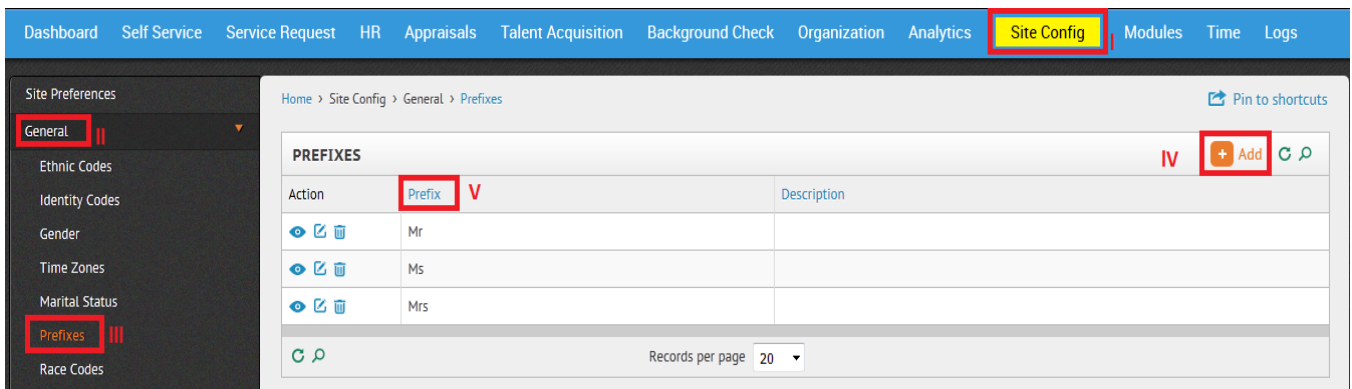 Dashboard Self Service Service Request HR Appraisals Talent Acquisition Background Check Organization Analytics Site Config I Modules Time Logs
Site Preferences
General II
Ethnic Codes
Identity Codes
Gender
Time Zones
Marital Status
Prefixes III
Race Codes
Home > Site Config > General > Prefixes
Pin to shortcuts
PREFIXES
IV + Add
Action Prefix V Description
Mr
Ms
Mrs
Records per page 20